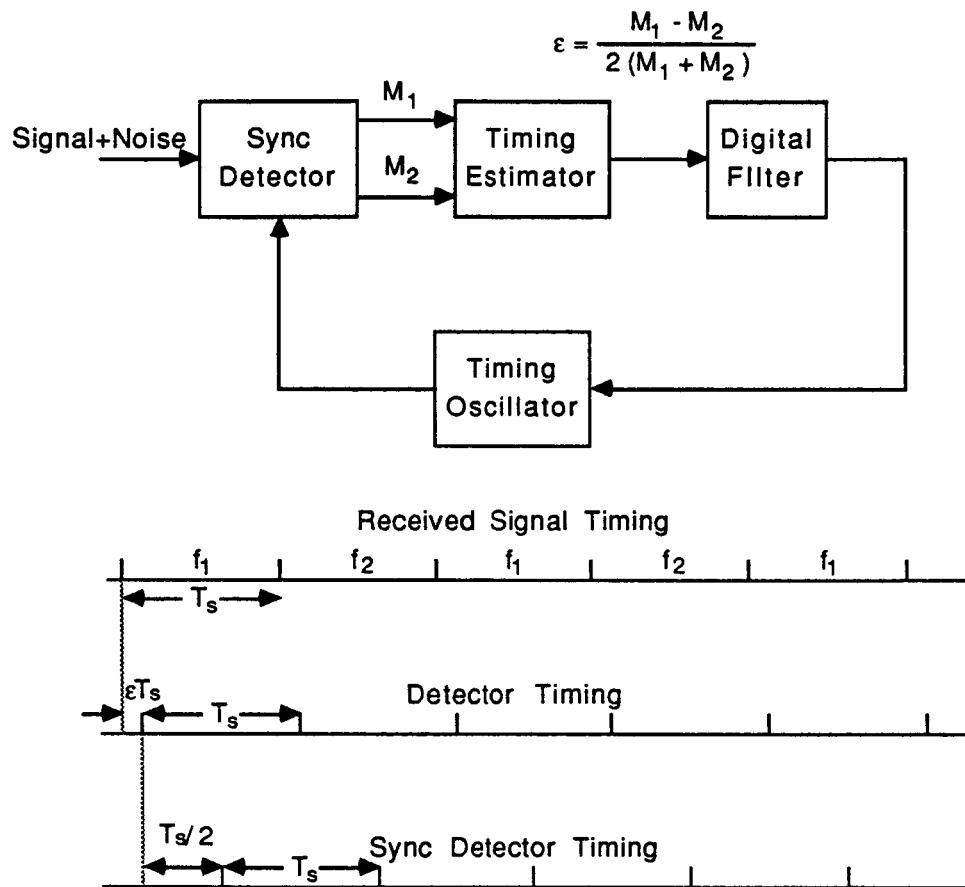 ε = M₁ - M₂ / 2 (M₁ + M₂)
M₁
Signal+Noise
Sync
Detector
M₂
Timing
Estimator
Digital
FIlter
Timing
Oscillator
Received Signal Timing
f₁ f₂ f₁ f₂ f₁
Tₛ
εTₛ
Tₛ
Detector Timing
Tₛ/2
Tₛ
Sync Detector Timing